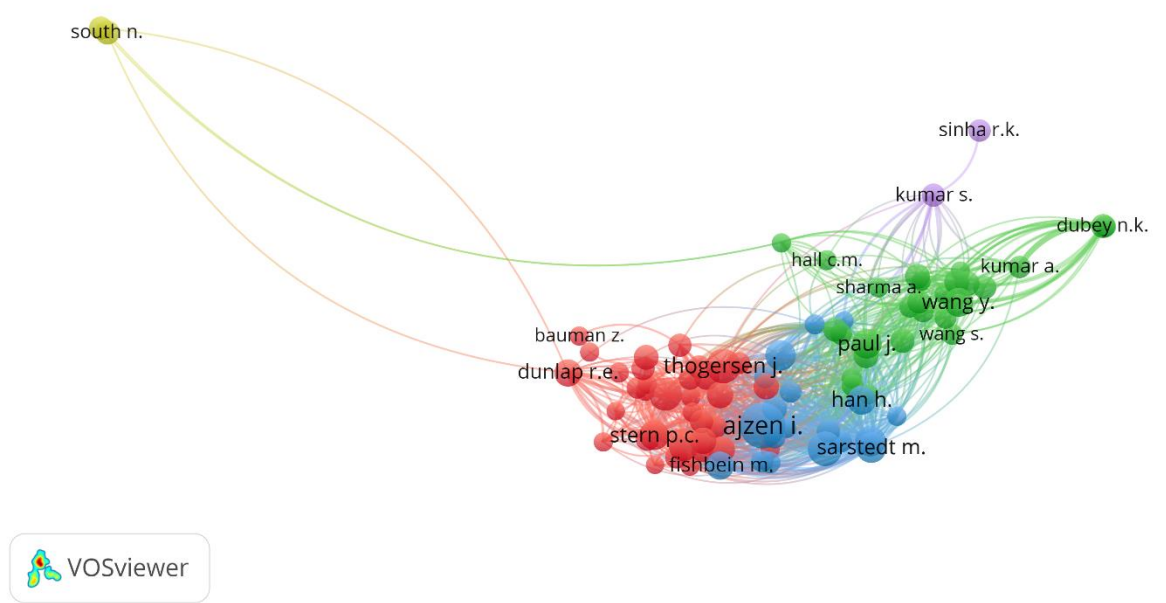 south n.
sinha r.k.
kumar s.
dubey n.k.
hall c.m.
kumar a.
sharma a.
wang y.
bauman z.
wang s.
paul j.
thogersen j.
dunlap r.e.
han h.
ajzen i.
stern p.c.
sarstedt m.
fishbein m.
VOSviewer